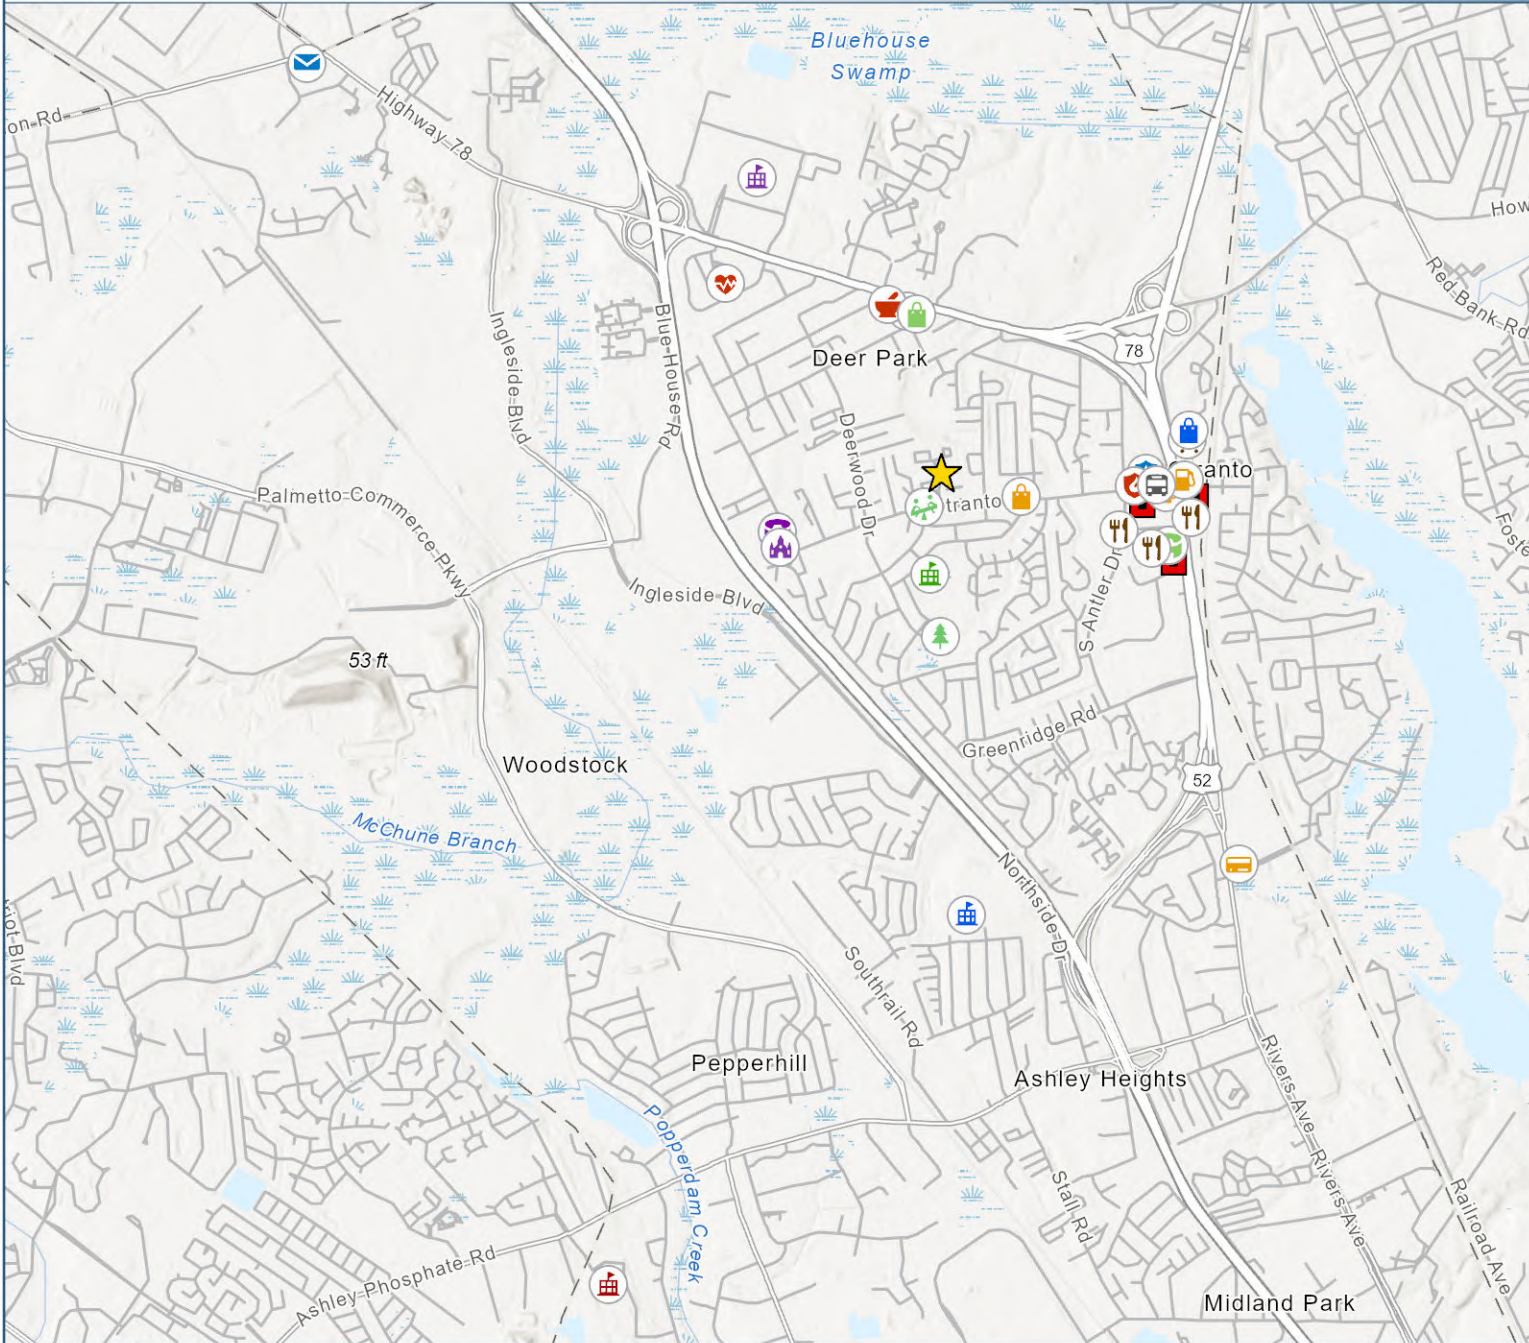 Bluehouse
Swamp
on-Rd
Highway 78
How
Red-Bank-Rd
Ingleside-Blvd
Blue-House-Rd
Deer Park
78
Deerwood-Dr
anto
tranto
Palmetto-Commerce-Pkwy
Ingleside-Blvd
S-Antler-Dr
Foste
53 ft
Greenridge Rd
Woodstock
52
McChune Branch
Northside-Dr
riot-Blvd
Southrail-Rd
Pepperhill
Ashley Heights
Rivers-Ave
Rivers-Ave
Popperdam Creek
Stall-Rd
Railroad-Ave
Ashley-Phosphate-Rd
Midland Park